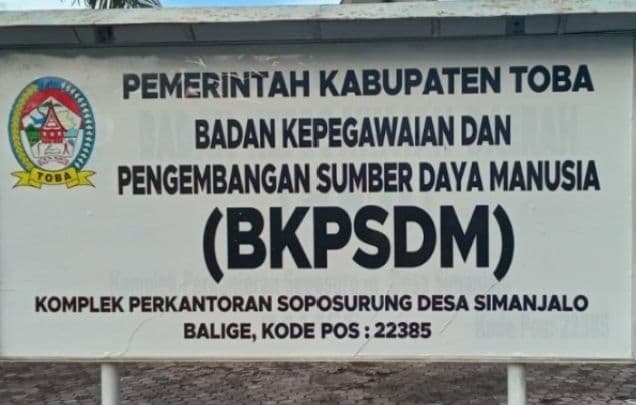 PEMERINTAH KABUPATEN TOBA
BADAN KEPEGAWAIAN DAN
PENGEMBANGAN SUMBER DAYA MANUSIA
(BKPSDM)
KOMPLEK PERKANTORAN SOPOSURUNG DESA SIMANJALO
BALIGE, KODE POS : 22385
TOBA